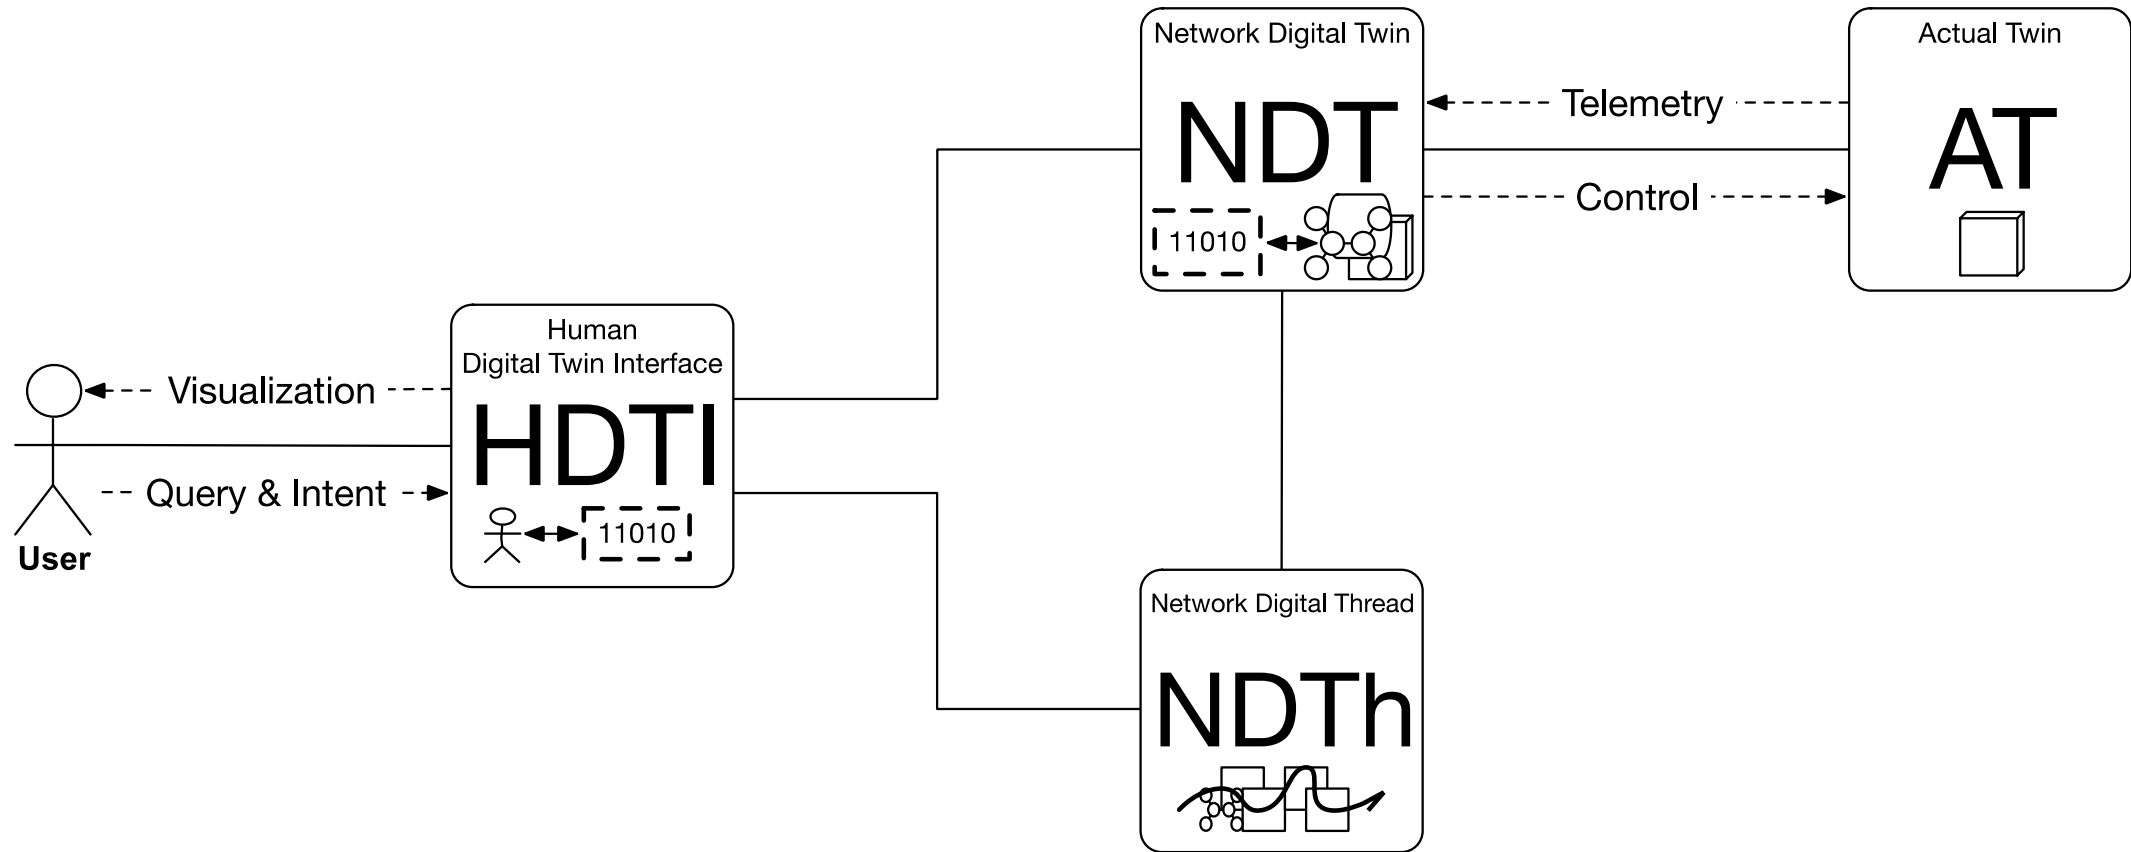 Network Digital Twin
NDT
11010
Telemetry
Control
Actual Twin
AT
Human
Digital Twin Interface
HDTI
11010
Visualization
Query & Intent
User
Network Digital Thread
NDTh